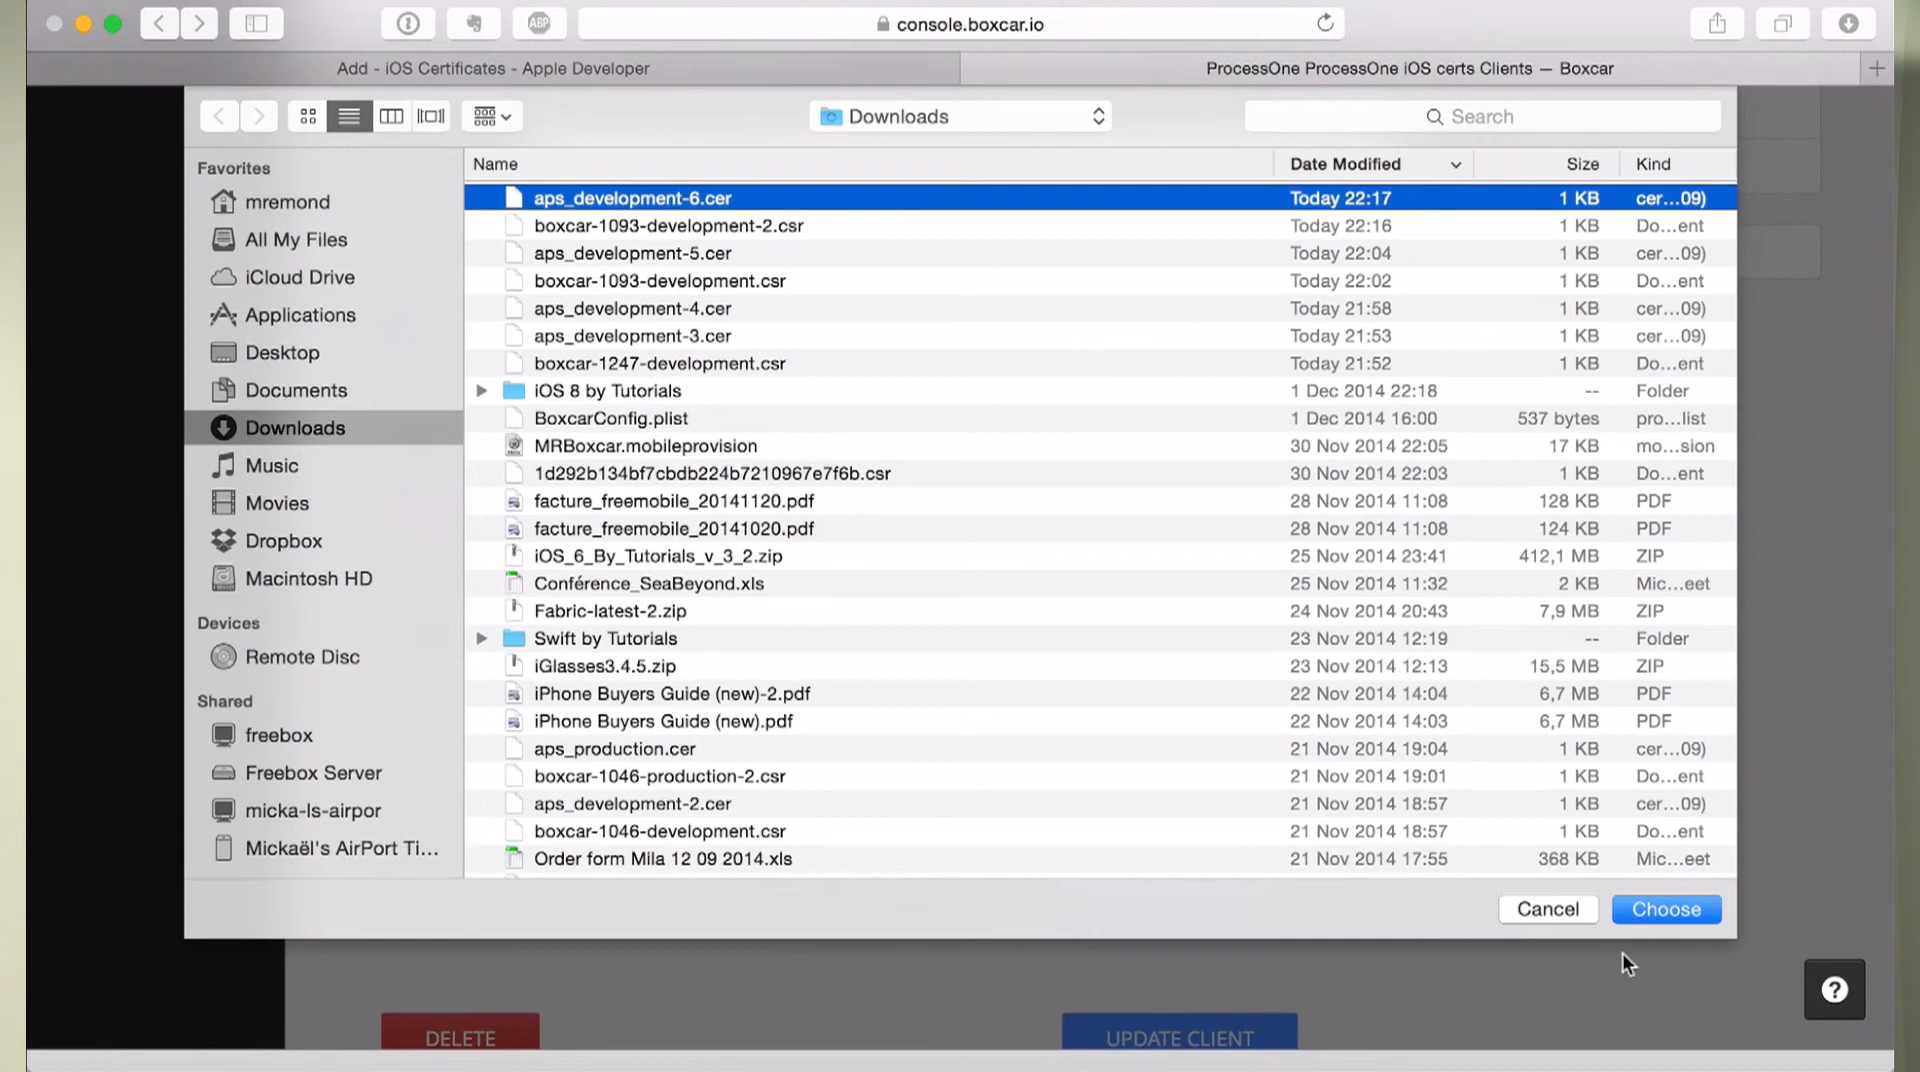 ABP
console.boxcar.io
Add - iOS Certificates - Apple Developer
ProcessOne ProcessOne iOS certs Clients — Boxcar
Downloads
Search
Favorites
mremond
All My Files
iCloud Drive
Applications
Desktop
Documents
Downloads
Music
Movies
Dropbox
Macintosh HD
Devices
Remote Disc
Shared
freebox
Freebox Server
micka-ls-airpor
Mickaël's AirPort Ti...
Name Date Modified Size Kind
aps_development-6.cer Today 22:17 1 KB cer...09)
boxcar-1093-development-2.csr Today 22:16 1 KB Do...ent
aps_development-5.cer Today 22:04 1 KB cer...09)
boxcar-1093-development.csr Today 22:02 1 KB Do...ent
aps_development-4.cer Today 21:58 1 KB cer...09)
aps_development-3.cer Today 21:53 1 KB cer...09)
boxcar-1247-development.csr Today 21:52 1 KB Do...ent
iOS 8 by Tutorials 1 Dec 2014 22:18 -- Folder
BoxcarConfig.plist 1 Dec 2014 16:00 537 bytes pro...list
MRBoxcar.mobileprovision 30 Nov 2014 22:05 17 KB mo...sion
1d292b134bf7cbdb224b7210967e7f6b.csr 30 Nov 2014 22:03 1 KB Do...ent
facture_freemobile_20141120.pdf 28 Nov 2014 11:08 128 KB PDF
facture_freemobile_20141020.pdf 28 Nov 2014 11:08 124 KB PDF
iOS_6_By_Tutorials_v_3_2.zip 25 Nov 2014 23:41 412,1 MB ZIP
Conférence_SeaBeyond.xls 25 Nov 2014 11:32 2 KB Mic...eet
Fabric-latest-2.zip 24 Nov 2014 20:43 7,9 MB ZIP
Swift by Tutorials 23 Nov 2014 12:19 -- Folder
iGlasses3.4.5.zip 23 Nov 2014 12:13 15,5 MB ZIP
iPhone Buyers Guide (new)-2.pdf 22 Nov 2014 14:04 6,7 MB PDF
iPhone Buyers Guide (new).pdf 22 Nov 2014 14:03 6,7 MB PDF
aps_production.cer 21 Nov 2014 19:04 1 KB cer...09)
boxcar-1046-production-2.csr 21 Nov 2014 19:01 1 KB Do...ent
aps_development-2.cer 21 Nov 2014 18:57 1 KB cer...09)
boxcar-1046-development.csr 21 Nov 2014 18:57 1 KB Do...ent
Order form Mila 12 09 2014.xls 21 Nov 2014 17:55 368 KB Mic...eet
Cancel Choose
?
DELETE UPDATE CLIENT